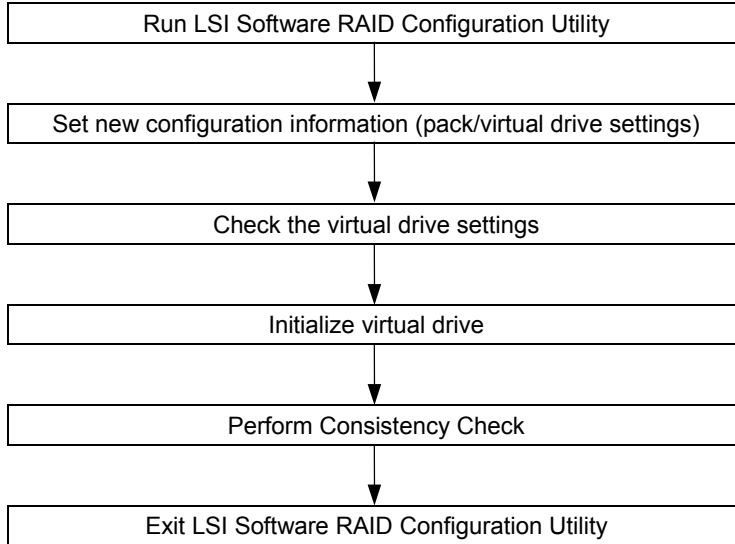 Run LSI Software RAID Configuration Utility
Set new configuration information (pack/virtual drive settings)
Check the virtual drive settings
Initialize virtual drive
Perform Consistency Check
Exit LSI Software RAID Configuration Utility